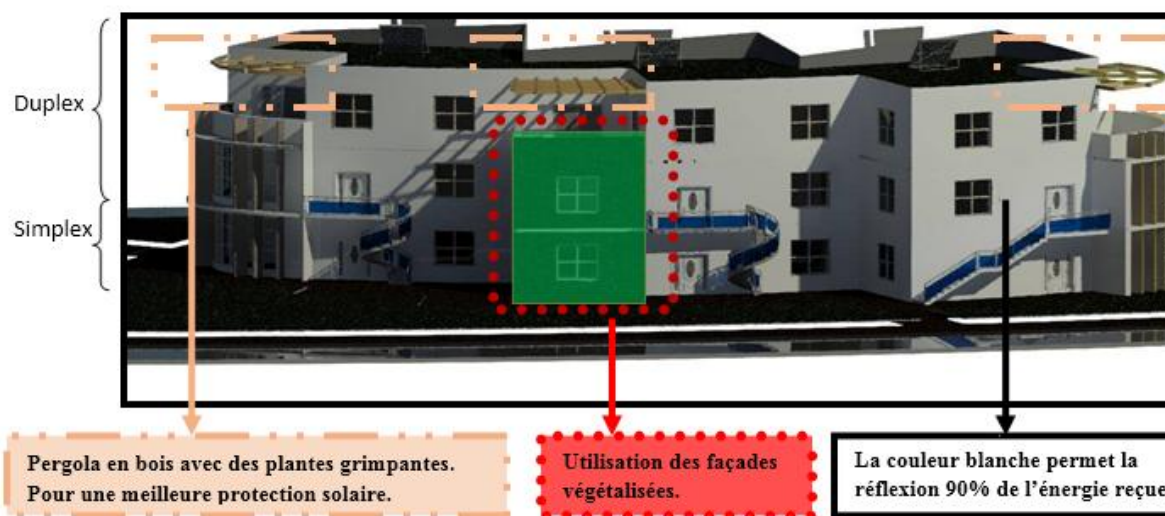 Duplex
Simplex
Pergola en bois avec des plantes grimpantes.
Pour une meilleure protection solaire.
Utilisation des façades
végétalisées.
La couleur blanche permet la
réflexion 90% de l'énergie reçue